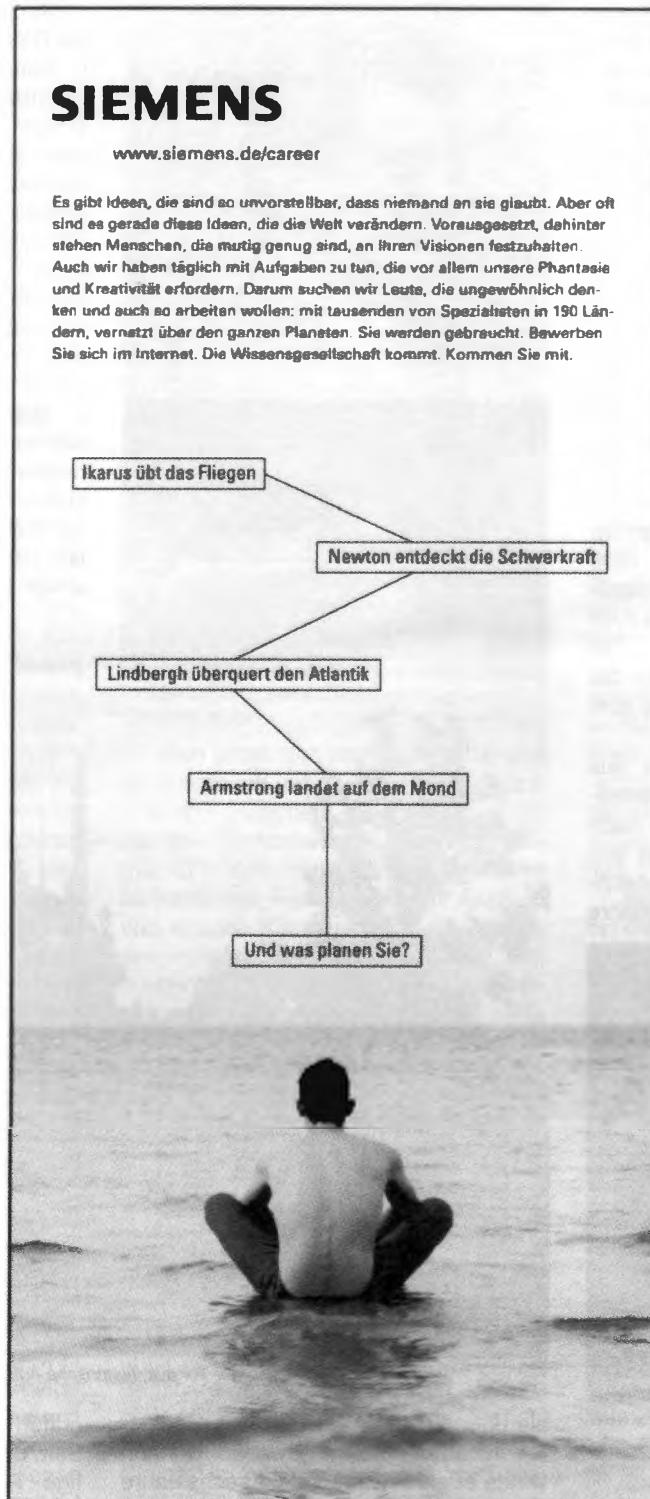 SIEMENS
www.siemens.de/career
Es gibt Ideen, die sind so unvorstellbar, dass niemand an sie glaubt. Aber oft
sind es gerade diese Ideen, die die Welt verändern. Vorausgesetzt, dahinter
stehen Menschen, die mutig genug sind, an ihren Visionen festzuhalten.
Auch wir haben täglich mit Aufgaben zu tun, die vor allem unsere Phantasie
und Kreativität erfordern. Darum suchen wir Leute, die ungewöhnlich den-
ken und auch so arbeiten wollen: mit tausenden von Spezialisten in 190 Län-
dern, vernetzt über den ganzen Planeten. Sie werden gebraucht. Bewerben
Sie sich im Internet. Die Wissensgesellschaft kommt. Kommen Sie mit.
Ikarus übt das Fliegen
Newton entdeckt die Schwerkraft
Lindbergh überquert den Atlantik
Armstrong landet auf dem Mond
Und was planen Sie?